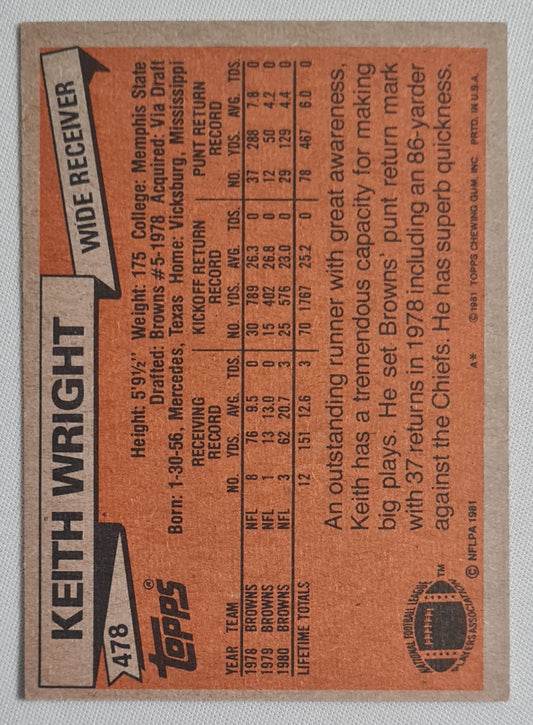 478
KEITH WRIGHT
WIDE RECEIVER
TOPPS®
Height: 5'9½" Weight: 175 College: Memphis State
Drafted: Browns #5-1978 Acquired: Via Draft
Born: 1-30-56, Mercedes, Texas Home: Vicksburg, Mississippi
RECEIVING RECORD KICKOFF RETURN RECORD PUNT RETURN RECORD
YEAR TEAM NO. YDS. AVG. TDS. NO. YDS. AVG. TDS. NO. YDS. AVG. TDS.
1978 BROWNS NFL 8 76 9.5 0 30 789 26.3 0 37 288 7.8 0
1979 BROWNS NFL 1 13 13.0 0 15 402 26.8 0 12 50 4.2 0
1980 BROWNS NFL 3 62 20.7 3 25 576 23.0 0 29 129 4.4 0
LIFETIME TOTALS 12 151 12.6 3 70 1767 25.2 0 78 467 6.0 0
An outstanding runner with great awareness,
Keith has a tremendous capacity for making
big plays. He set Browns' punt return mark
with 37 returns in 1978 including an 86-yarder
against the Chiefs. He has superb quickness.
NATIONAL FOOTBALL LEAGUE
PLAYERS ASSOCIATION
™
© NFLPA 1981 A* © 1981 TOPPS CHEWING GUM, INC. PRTD. IN U.S.A.